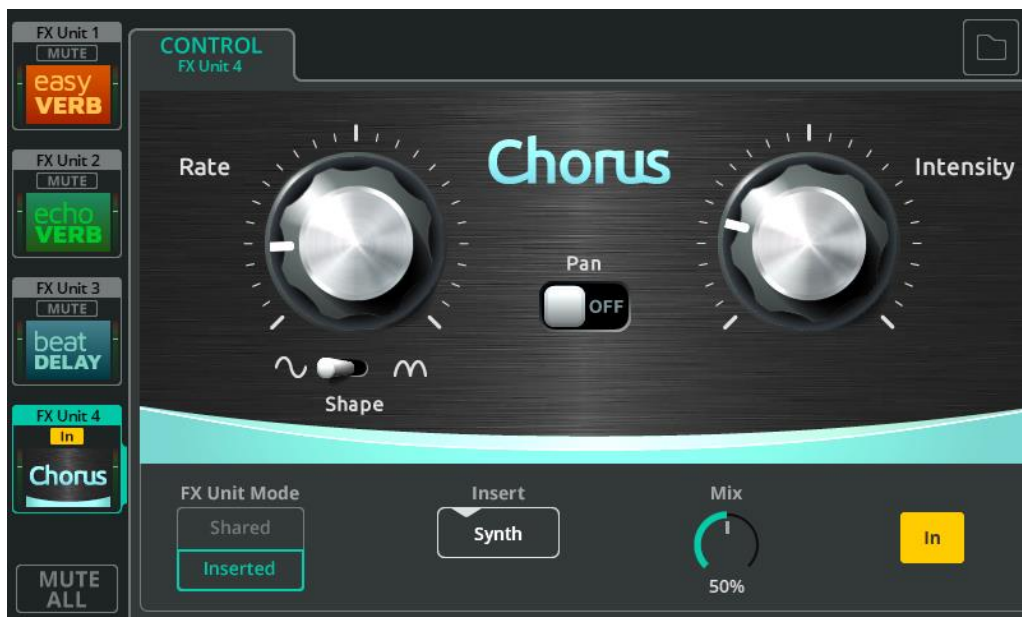 FX Unit 1
MUTE
easy
VERB
FX Unit 2
MUTE
echo
VERB
FX Unit 3
MUTE
beat
DELAY
FX Unit 4
In
Chorus
MUTE
ALL
CONTROL
FX Unit 4
Rate
Chorus
Intensity
Pan
OFF
Shape
FX Unit Mode
Shared
Inserted
Insert
Synth
Mix
50%
In